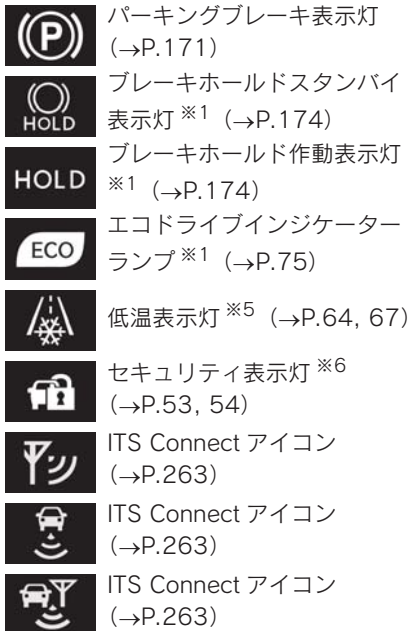 (P)
パーキングブレーキ表示灯
（→P.171）
HOLD
ブレーキホールドスタンバイ
表示灯※1（→P.174）
HOLD
ブレーキホールド作動表示灯
※1（→P.174）
ECO
エコドライブインジケーター
ランプ※1（→P.75）
低温表示灯※5（→P.64, 67）
セキュリティ表示灯※6
（→P.53, 54）
ITS Connect アイコン
（→P.263）
ITS Connect アイコン
（→P.263）
ITS Connect アイコン
（→P.263）